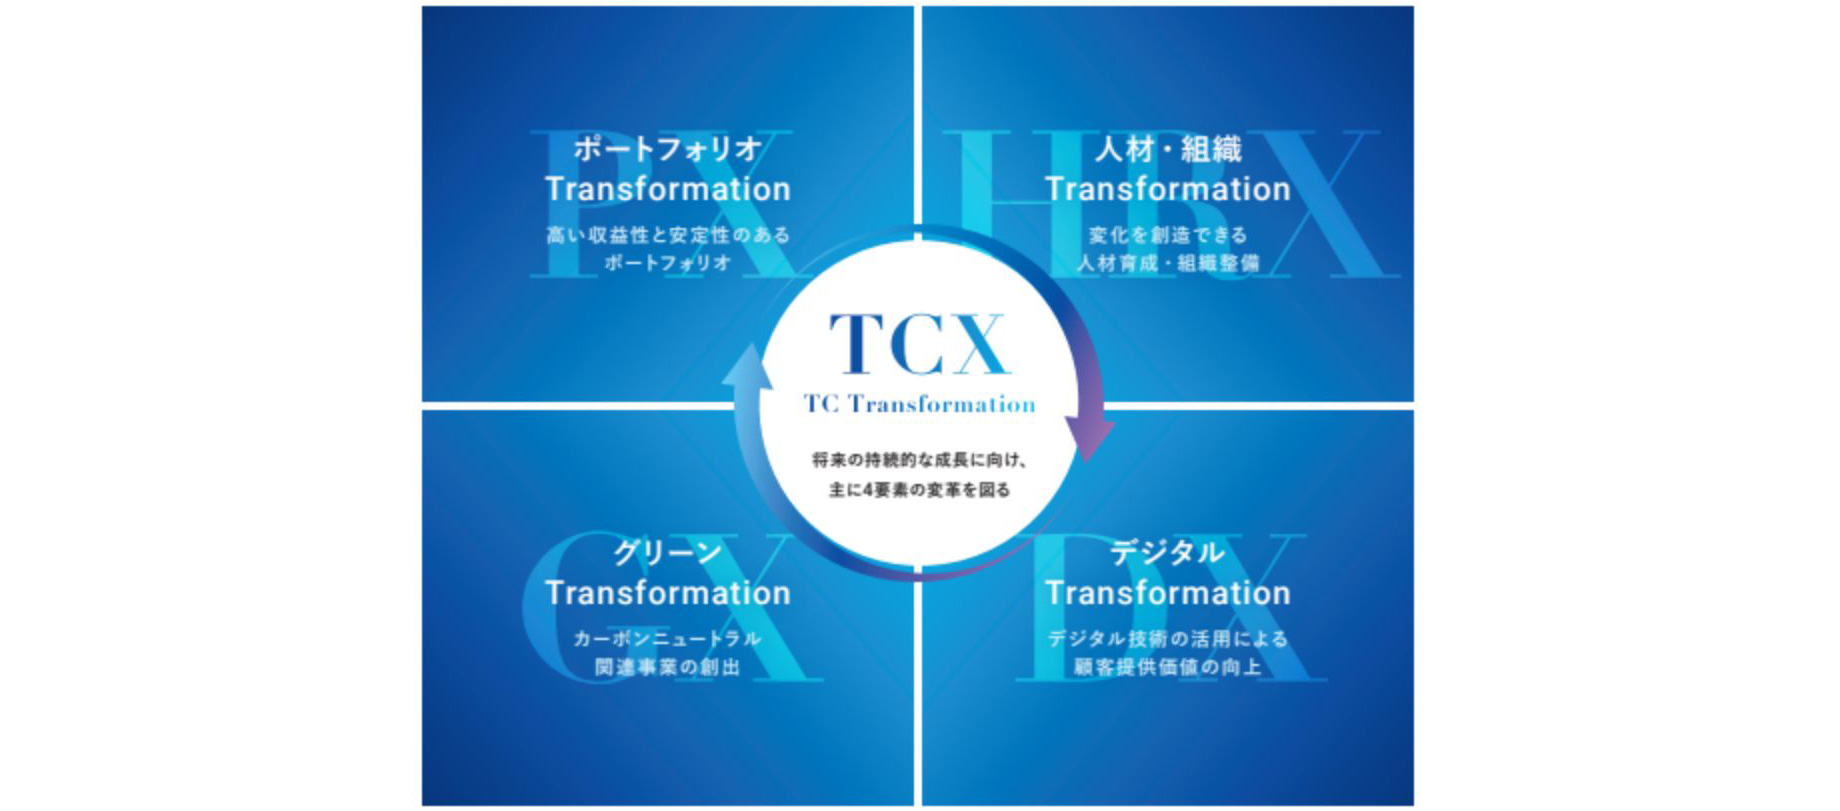 PX
ポートフォリオ
Transformation
高い収益性と安定性のある
ポートフォリオ
HRX
人材・組織
Transformation
変化を創造できる
人材育成・組織整備
TCX
TC Transformation
将来の持続的な成長に向け、
主に4要素の変革を図る
GX
グリーン
Transformation
カーボンニュートラル
関連事業の創出
DX
デジタル
Transformation
デジタル技術の活用による
顧客提供価値の向上